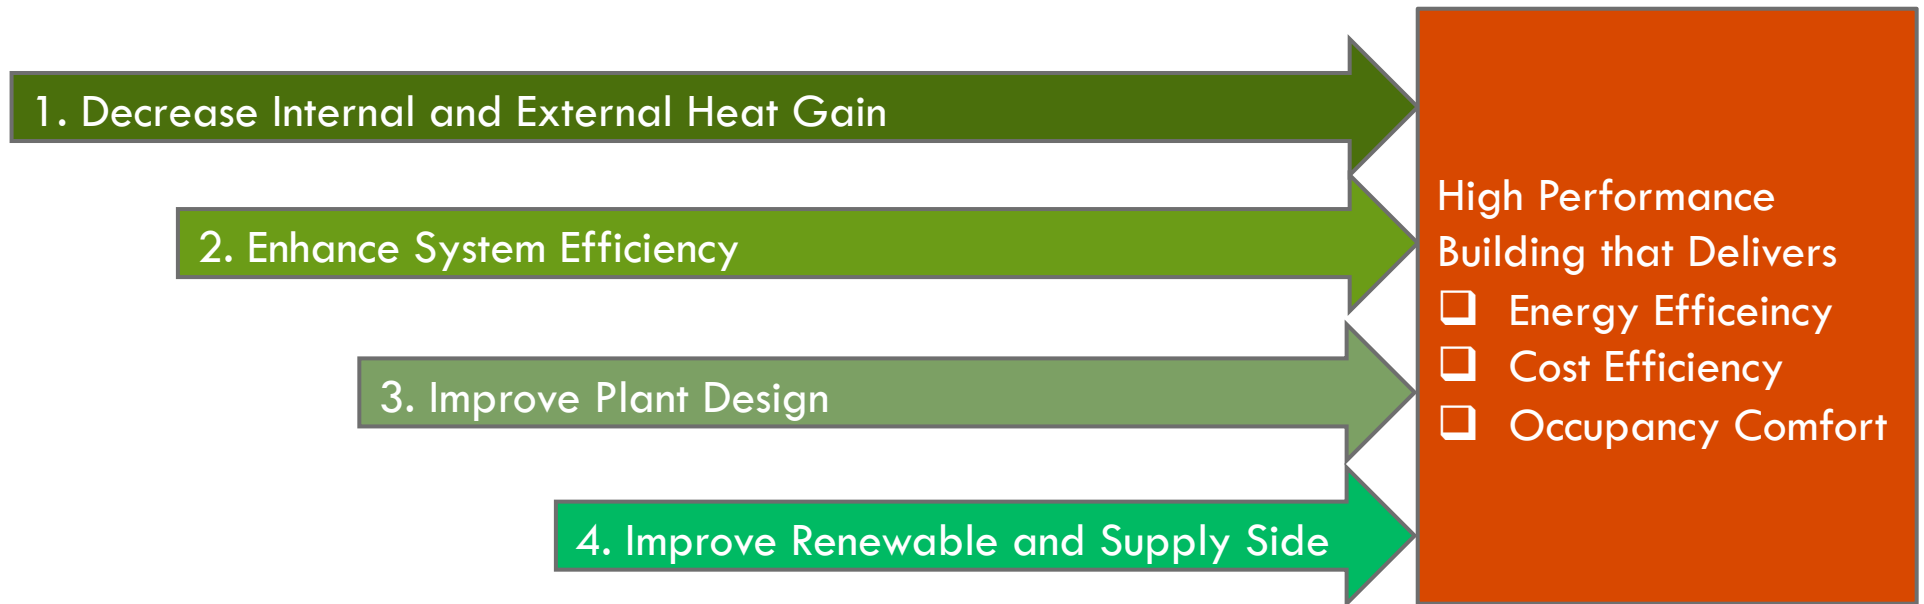 1. Decrease Internal and External Heat Gain
2. Enhance System Efficiency
3. Improve Plant Design
4. Improve Renewable and Supply Side
High Performance
Building that Delivers
❑ Energy Efficeincy
❑ Cost Efficiency
❑ Occupancy Comfort